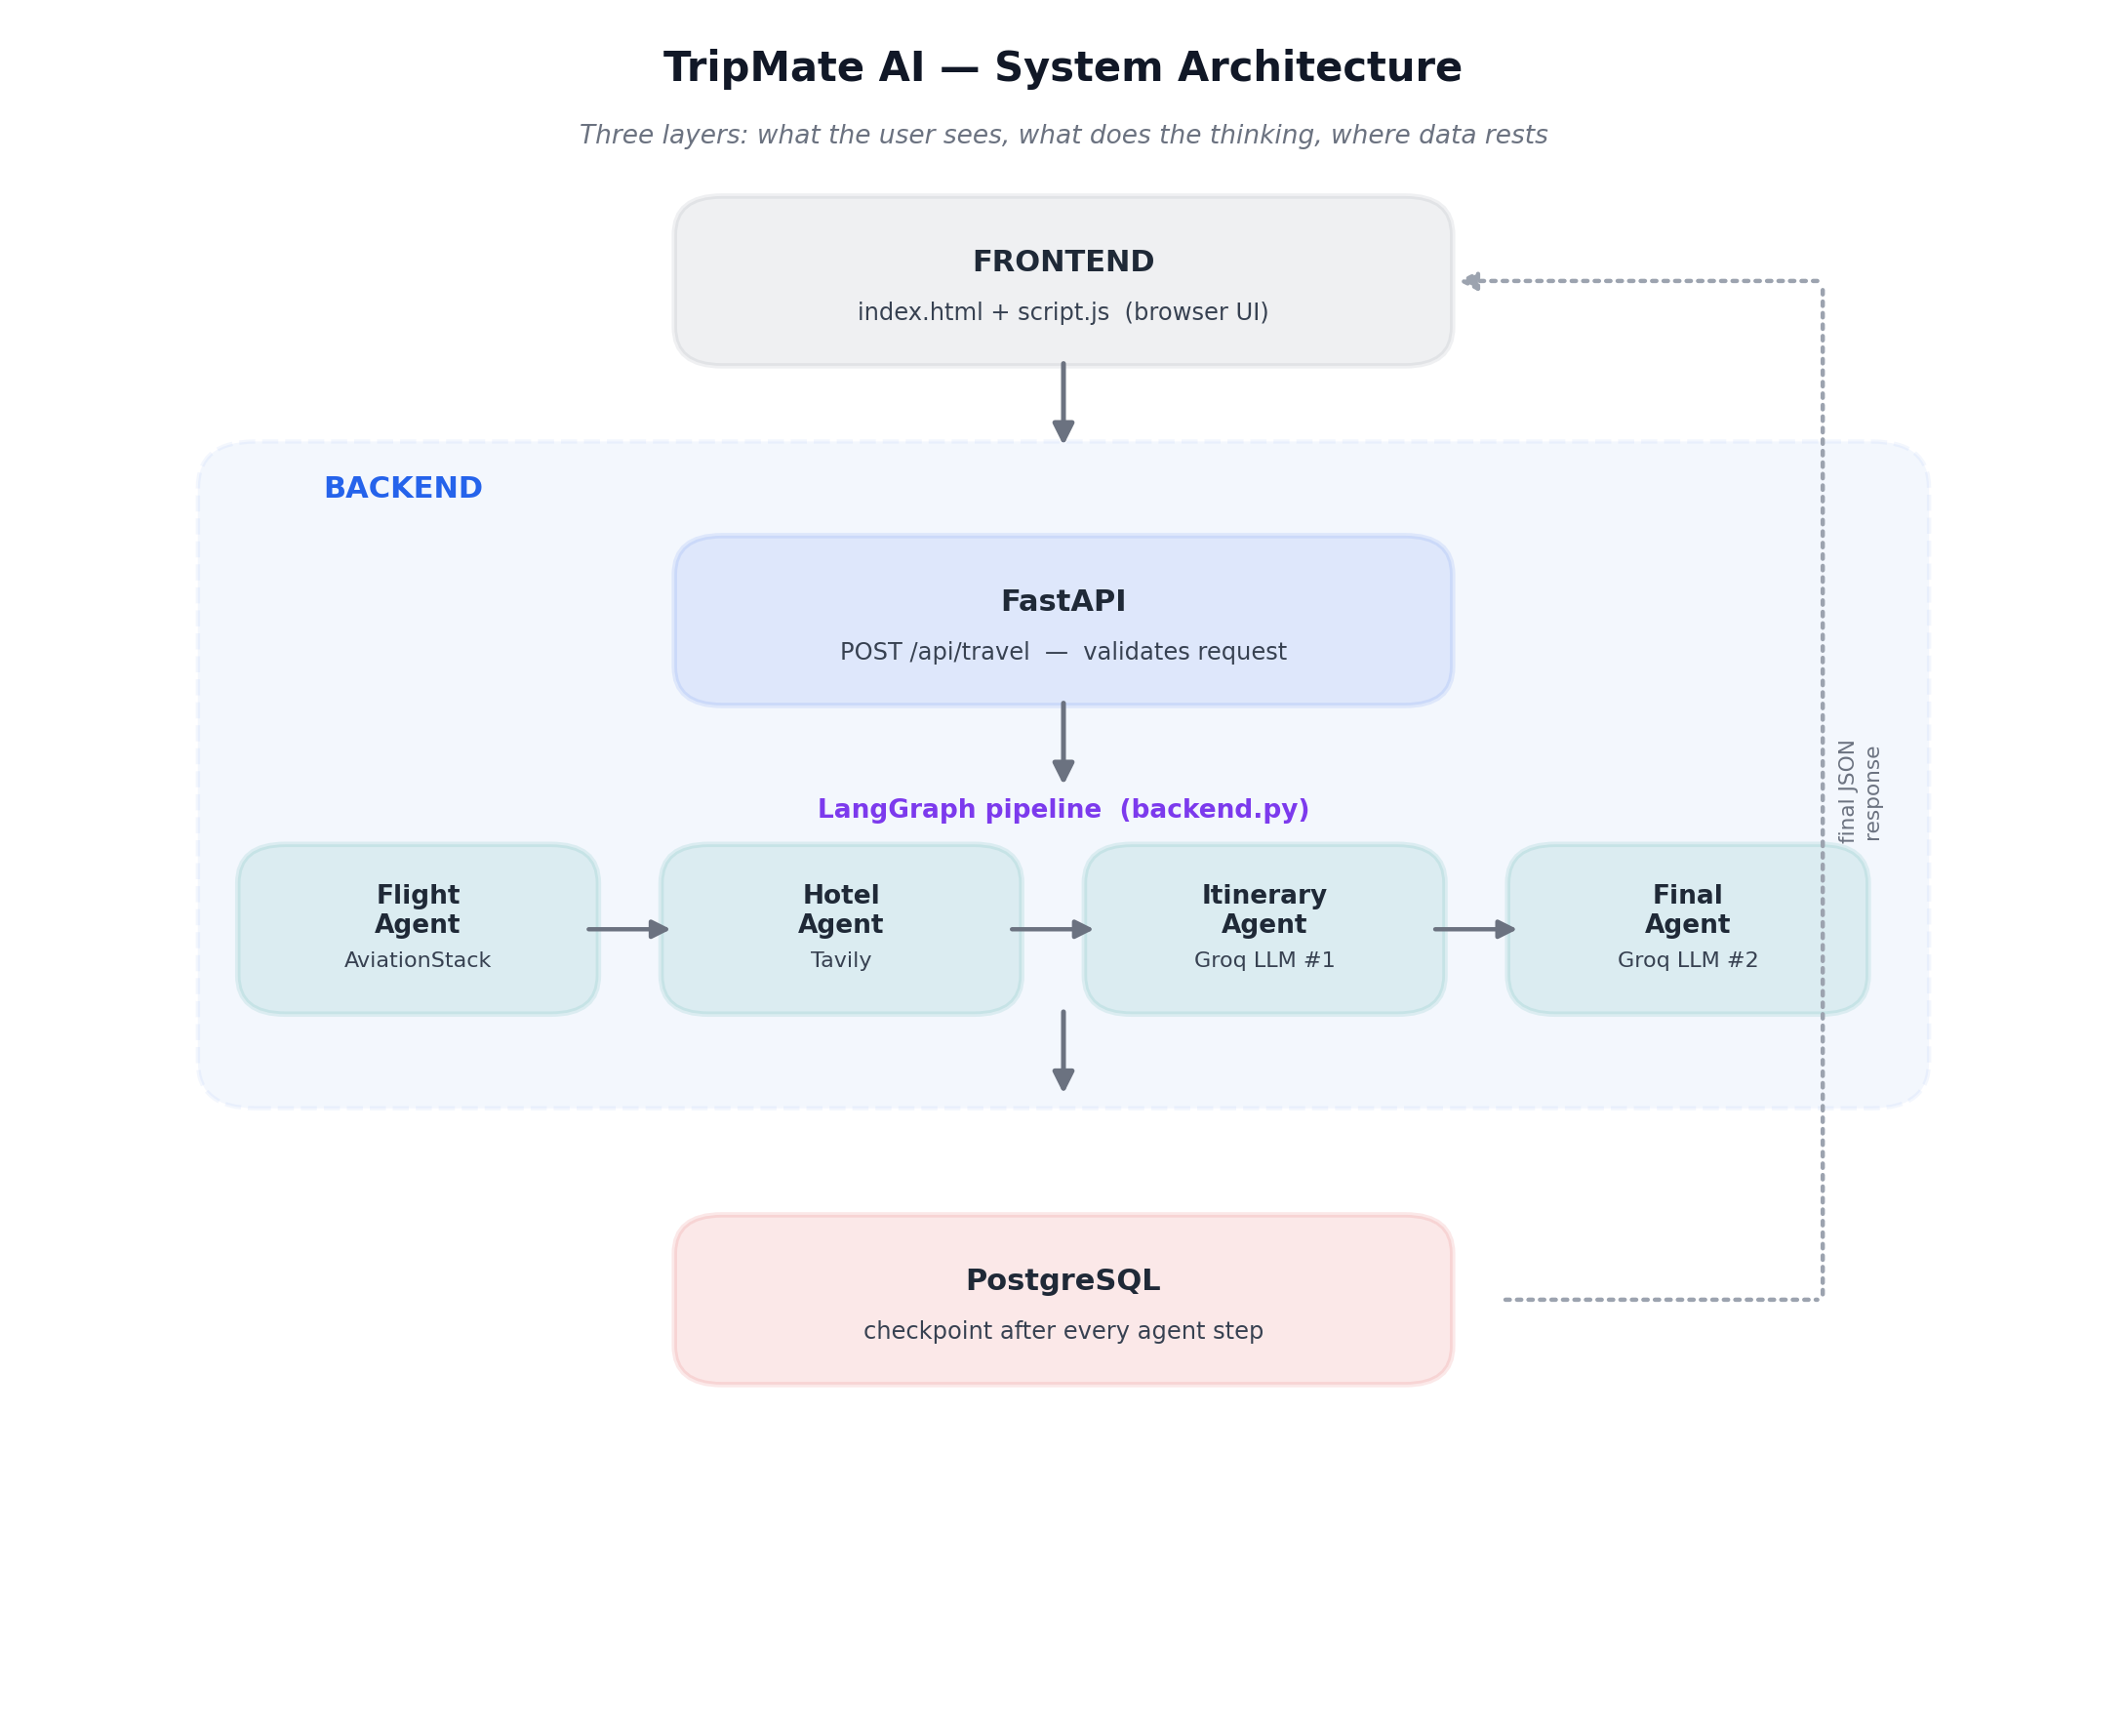 TripMate AI — System Architecture
Three layers: what the user sees, what does the thinking, where data rests
FRONTEND
index.html + script.js (browser UI)
BACKEND
FastAPI
POST /api/travel — validates request
LangGraph pipeline (backend.py)
Flight
Agent
AviationStack
Hotel
Agent
Tavily
Itinerary
Agent
Groq LLM #1
Final
Agent
Groq LLM #2
final JSON
response
PostgreSQL
checkpoint after every agent step